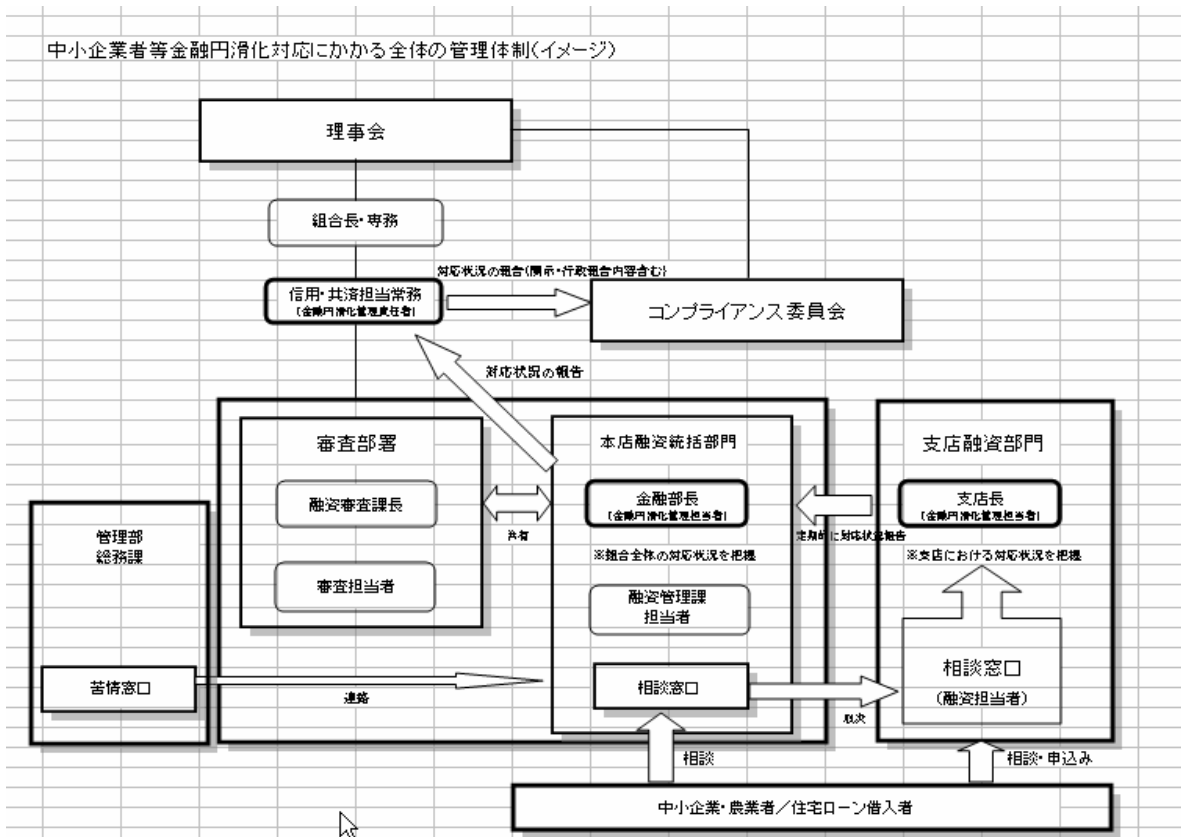 中小企業者等金融円滑化対応にかかる全体の管理体制(イメージ)
理事会
組合長・専務
対応状況の報告(開示・行政報告内容含む)
信用・共済担当常務
(金融円滑化管理責任者)
コンプライアンス委員会
対応状況の報告
審査部署
本店融資統括部門
支店融資部門
融資審査課長
金融部長
(金融円滑化管理担当者)
支店長
(金融円滑化管理担当者)
管理部
総務課
共有
定期的に対応状況報告
※組合全体の対応状況を把握
※支店における対応状況を把握
審査担当者
融資管理課
担当者
苦情窓口
連絡
相談窓口
取次
相談窓口
(融資担当者)
相談
相談・申込み
中小企業・農業者/住宅ローン借入者